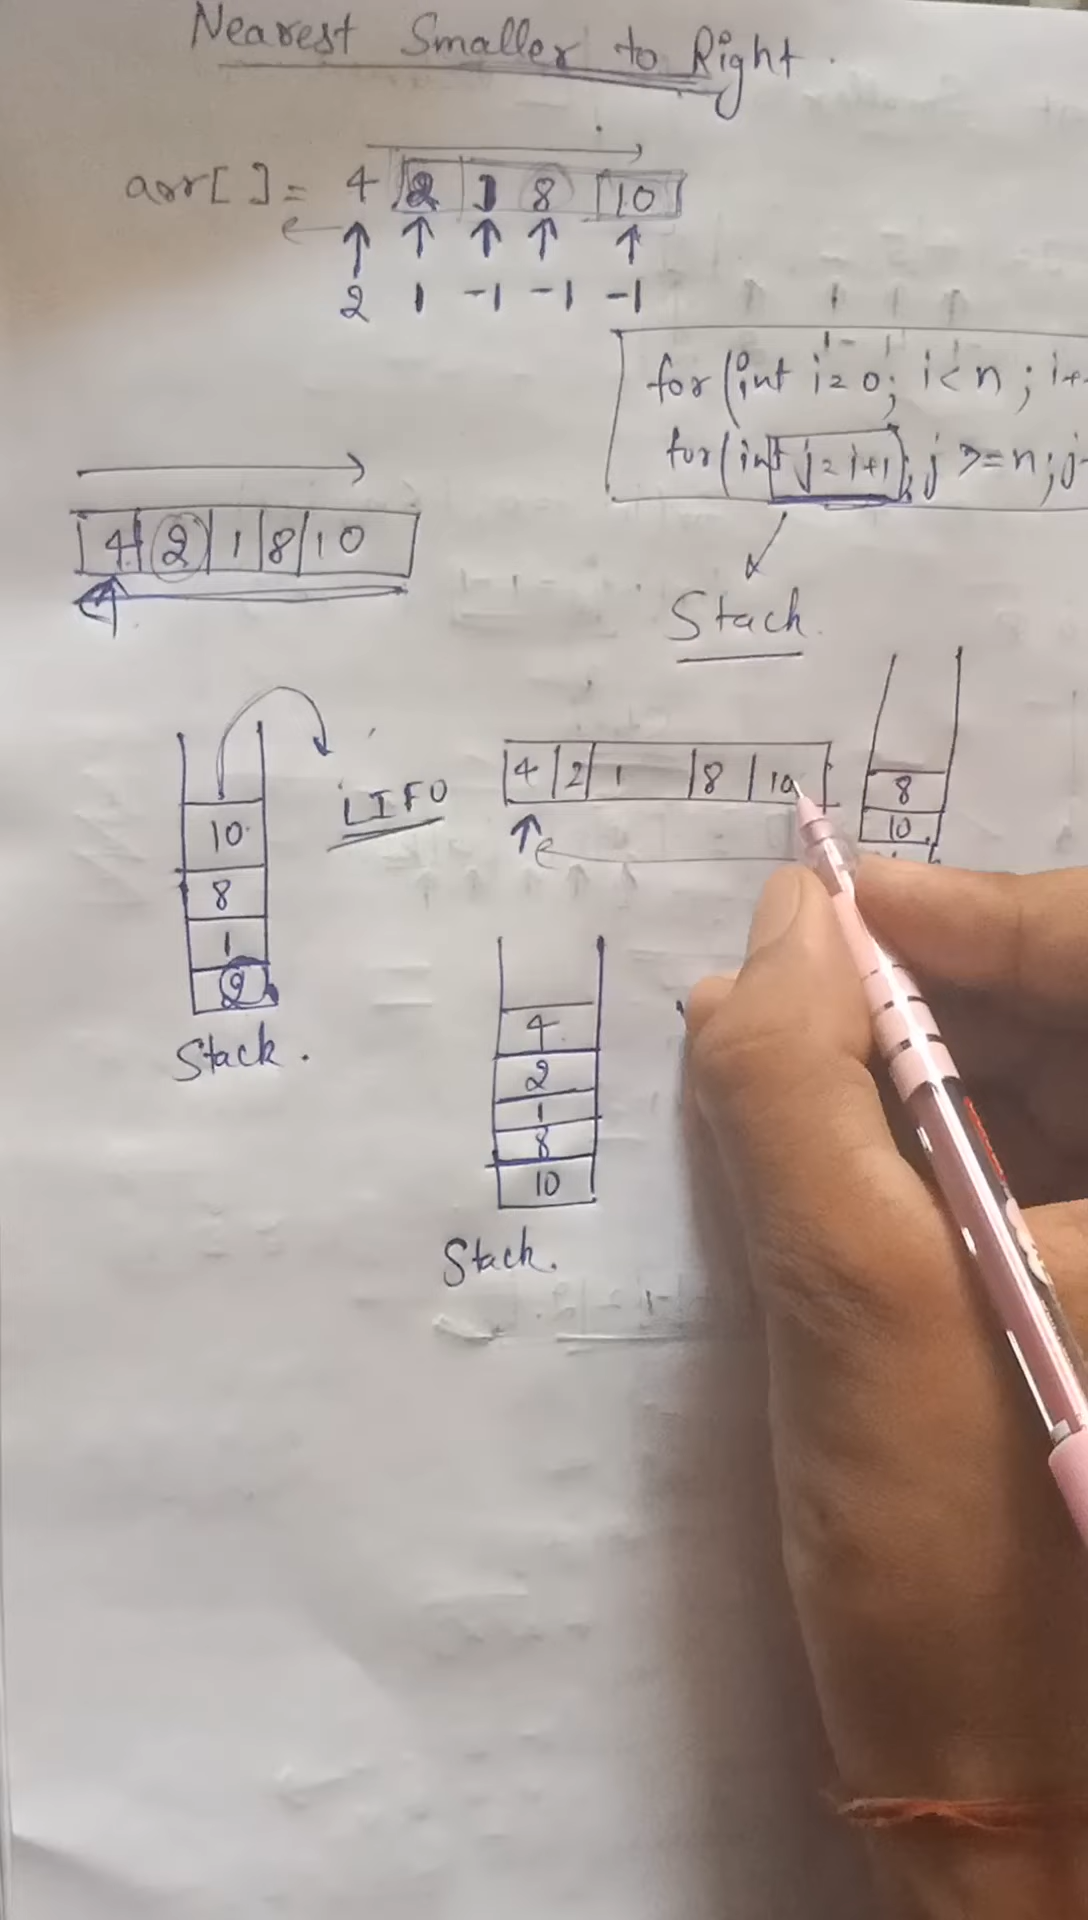 Nearest Smaller to Right.
arr[ ] = 4 2 1 8 10
2 1 -1 -1 -1
for (int i=0; i<n; i+
for (int j=i+1; j >=n; j-
4 2 1 8 10
Stack.
LIFO
4 2 1 8 10
8
10
10
8
1
2
Stack.
4
2
1
8
10
Stack.